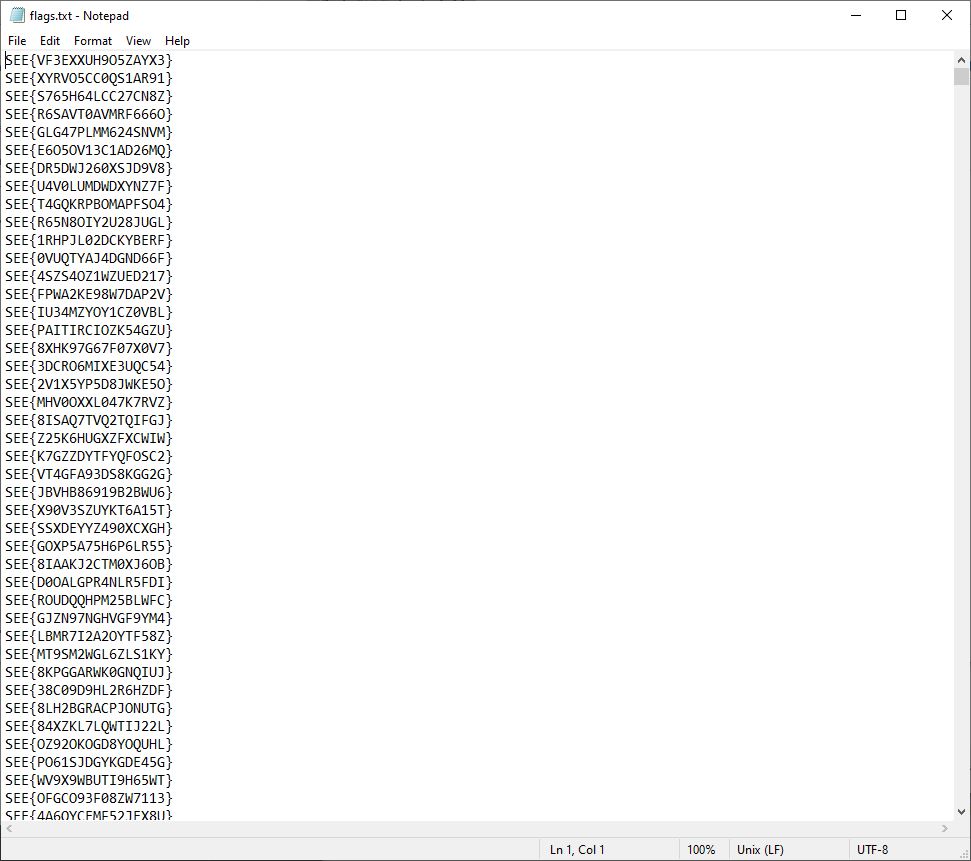 flags.txt - Notepad
File Edit Format View Help
SEE{VF3EXXUH9O5ZAYX3}
SEE{XYRVO5CC0QS1AR91}
SEE{S765H64LCC27CN8Z}
SEE{R6SAVT0AVMRF666O}
SEE{GLG47PLMM624SNVM}
SEE{E6O5OV13C1AD26MQ}
SEE{DR5DWJ260XSJD9V8}
SEE{U4V0LUMDWDXYNZ7F}
SEE{T4GQKRPBOMAPFSO4}
SEE{R65N8OIY2U28JUGL}
SEE{1RHPJL02DCKYBERF}
SEE{0VUQTYAJ4DGND66F}
SEE{4SZS4OZ1WZUED217}
SEE{FPWA2KE98W7DAP2V}
SEE{IU34MZYOY1CZ0VBL}
SEE{PAITIRCIOZK54GZU}
SEE{8XHK97G67F07X0V7}
SEE{3DCRO6MIXE3UQC54}
SEE{2V1X5YP5D8JWKE5O}
SEE{MHV0OXXL047K7RVZ}
SEE{8ISAQ7TVQ2TQIFGJ}
SEE{Z25K6HUGXZFXCWIW}
SEE{K7GZZDYTFYQFOSC2}
SEE{VT4GFA93DS8KGG2G}
SEE{JBVHB86919B2BWU6}
SEE{X90V3SZUYKT6A15T}
SEE{SSXDEYYZ490XCXGH}
SEE{GOXP5A75H6P6LR55}
SEE{8IAAKJ2CTM0XJ6OB}
SEE{D0OALGPR4NLR5FDI}
SEE{ROUDQQHPM25BLWFC}
SEE{GJZN97NGHVGF9YM4}
SEE{LBMR7I2A2OYTF58Z}
SEE{MT9SM2WGL6ZLS1KY}
SEE{8KPGGARWK0GNQIUJ}
SEE{38C09D9HL2R6HZDF}
SEE{8LH2BGRACPJONUTG}
SEE{84XZKL7LQWTIJ22L}
SEE{OZ92OKOGD8YOQUHL}
SEE{PO61SJDGYKGDE45G}
SEE{WV9X9WBUTI9H65WT}
SEE{OFGCO93F08ZW7113}
Ln 1, Col 1 100% Unix (LF) UTF-8